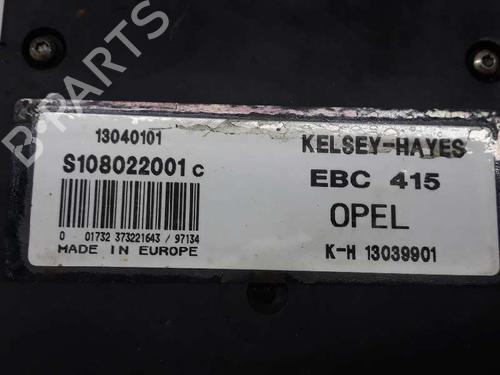 13040101
S108022001 C
0 01732 373221643 / 97134
MADE IN EUROPE
KELSEY-HAYES
EBC 415
OPEL
K-H 13039901
B-PARTS